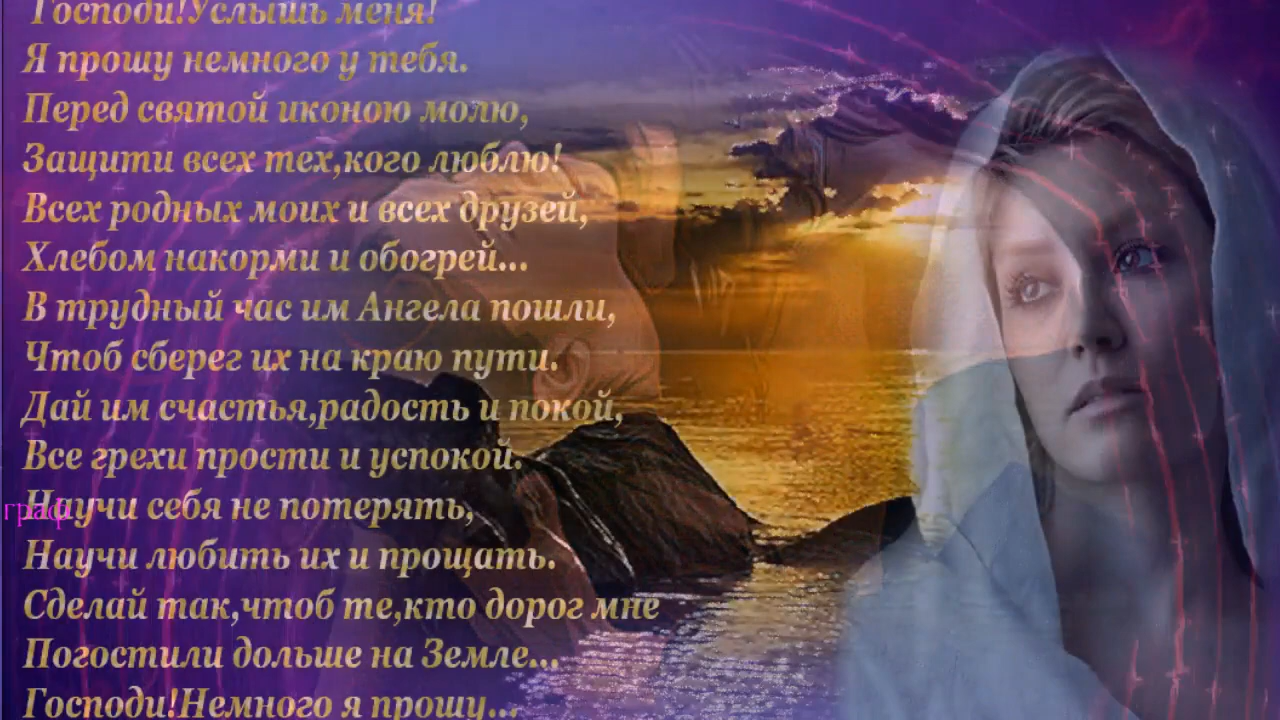 Господи!Услышь меня!
Я прошу немного у тебя.
Перед святой иконою молю,
Защити всех тех,кого люблю!
Всех родных моих и всех друзей,
Хлебом накорми и обогрей...
В трудный час им Ангела пошли,
Чтоб сберег их на краю пути.
Дай им счастья,радость и покой,
Все грехи прости и успокой.
Научи себя не потерять,
граф
Научи любить их и прощать.
Сделай так,чтоб те,кто дорог мне
Погостили дольше на Земле...
Господи!Немного я прошу...